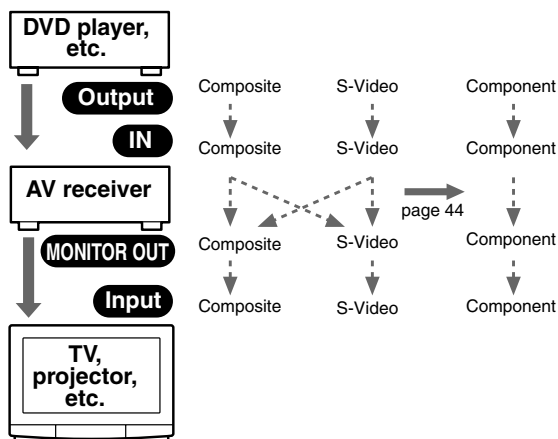 DVD player,
etc.
Output
Composite S-Video Component
IN
Composite S-Video Component
AV receiver
page 44
MONITOR OUT
Composite S-Video Component
Input
Composite S-Video Component
TV,
projector,
etc.